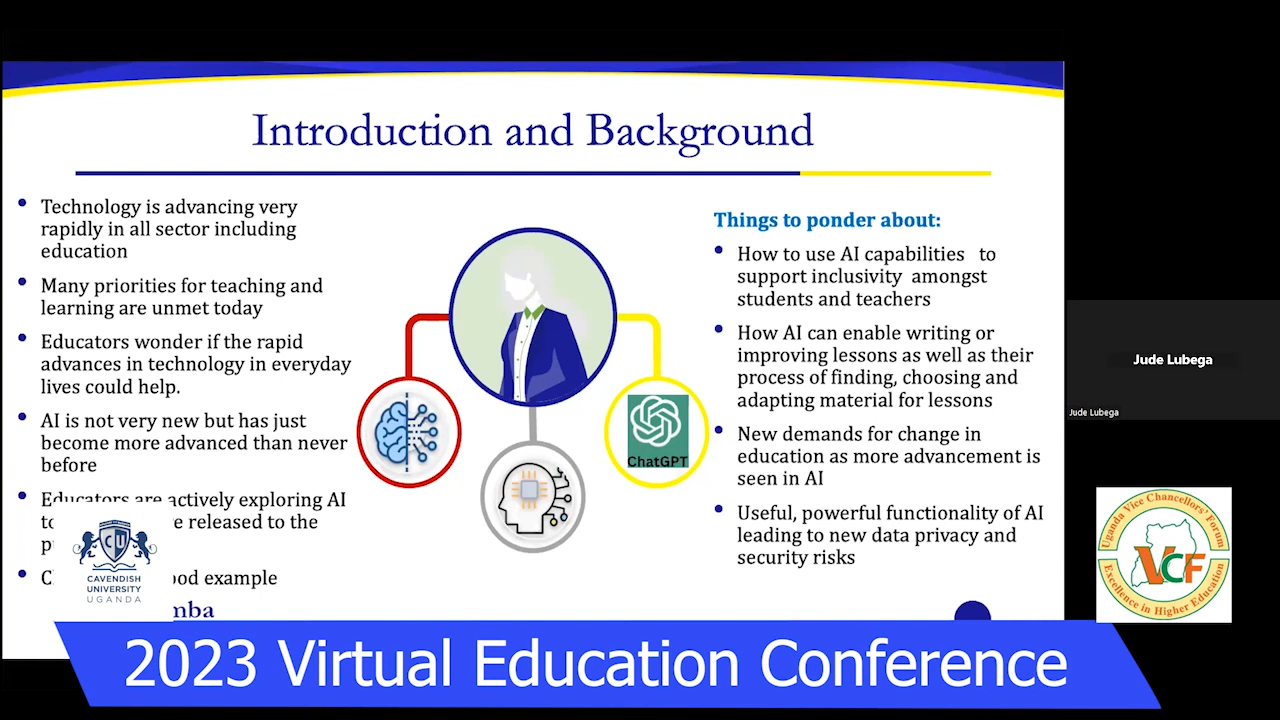 Introduction and Background
Technology is advancing very
rapidly in all sector including
education
Many priorities for teaching and
learning are unmet today
Educators wonder if the rapid
advances in technology in everyday
lives could help.
AI is not very new but has just
become more advanced than never
before
Educators are actively exploring AI
released to the
ood example
mba
ChatGPT
Things to ponder about:
How to use AI capabilities to
support inclusivity amongst
students and teachers
How AI can enable writing or
improving lessons as well as their
process of finding, choosing and
adapting material for lessons
New demands for change in
education as more advancement is
seen in AI
Useful, powerful functionality of AI
leading to new data privacy and
security risks
CU
CAVENDISH
UNIVERSITY
UGANDA
2023 Virtual Education Conference
Jude Lubega
Jude Lubega
Uganda Vice Chancellors' Forum
VCF
Excellence in Higher Education